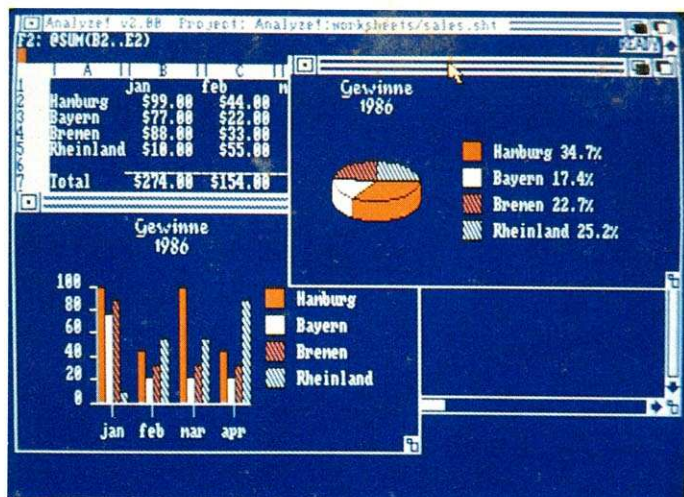 Analyze! v2.00 Project: Analyze!:worksheets/sales.sht
F2: @SUM(B2..E2)
A B C
jan feb m
1
2 Hamburg $99.00 $44.00
3 Bayern $77.00 $22.00
4 Bremen $88.00 $33.00
5 Rheinland $10.00 $55.00
6
7 Total $274.00 $154.00
Gewinne
1986
Hamburg 34.7%
Bayern 17.4%
Bremen 22.7%
Rheinland 25.2%
Gewinne
1986
100
80
60
40
20
0
jan feb mar apr
Hamburg
Bayern
Bremen
Rheinland